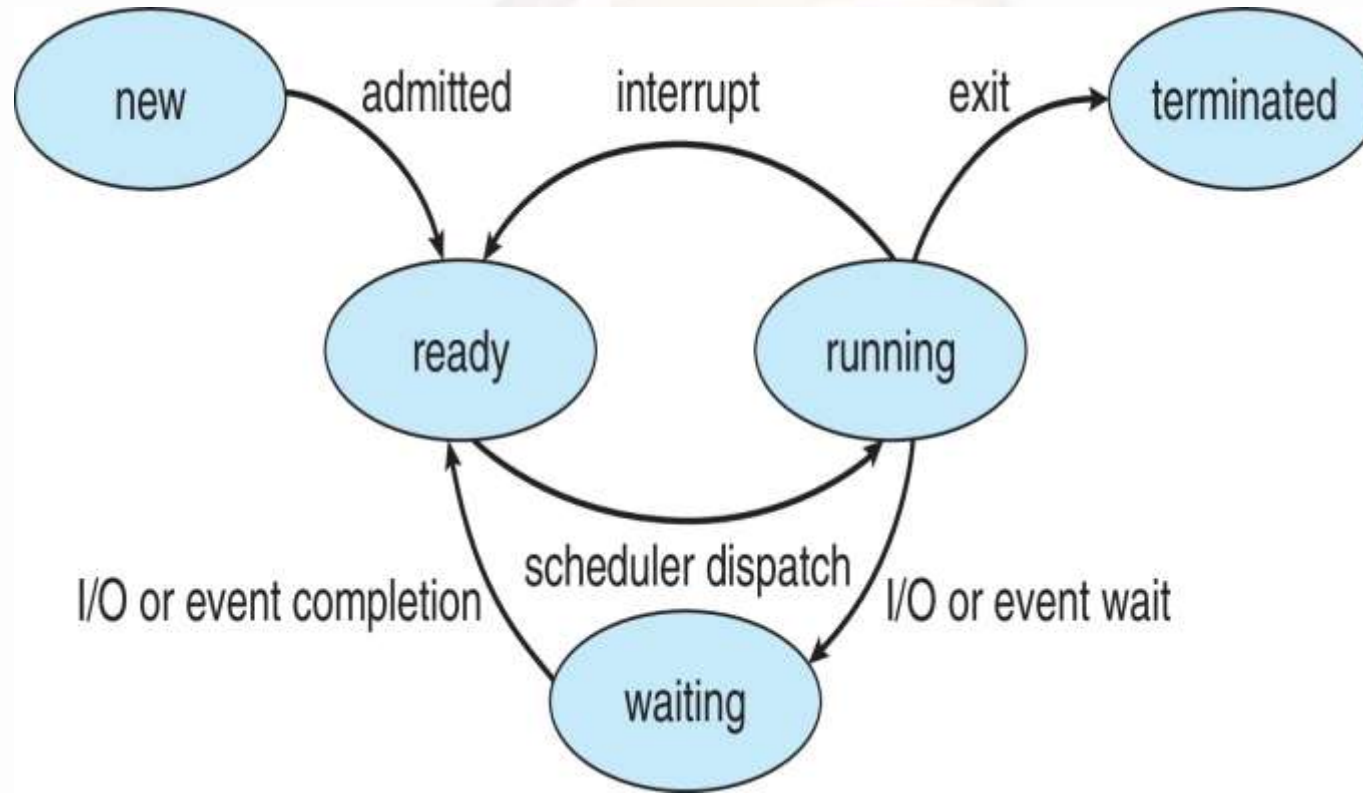 new
admitted
interrupt
exit
terminated
ready
running
scheduler dispatch
I/O or event completion
I/O or event wait
waiting